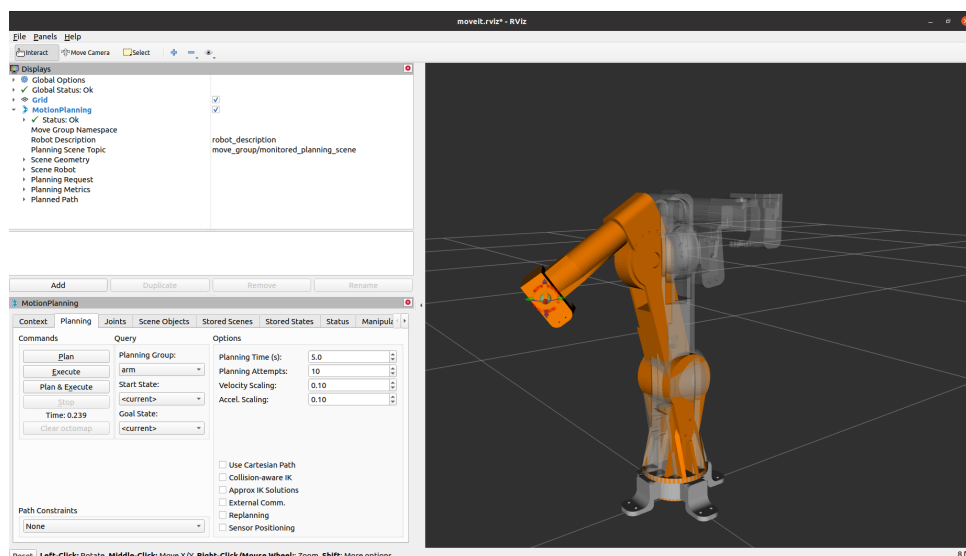 moveit.rviz* - RViz
File Panels Help
Interact Move Camera Select
Displays
Global Options
Global Status: Ok
Grid
MotionPlanning
Status: Ok
Move Group Namespace
Robot Description robot_description
Planning Scene Topic move_group/monitored_planning_scene
Scene Geometry
Scene Robot
Planning Request
Planning Metrics
Planned Path
Add Duplicate Remove Rename
MotionPlanning
Context Planning Joints Scene Objects Stored Scenes Stored States Status Manipula
Commands Query Options
Plan Planning Group: Planning Time (s): 5.0
Execute arm Planning Attempts: 10
Plan & Execute Start State: Velocity Scaling: 0.10
Stop <current> Accel. Scaling: 0.10
Time: 0.239 Goal State:
Clear octomap <current>
Use Cartesian Path
Collision-aware IK
Approx IK Solutions
External Comm.
Path Constraints Replanning
None Sensor Positioning
Reset Left-Click: Rotate. Middle-Click: Move X/Y. Right-Click/Mouse Wheel: Zoom. Shift: More options.